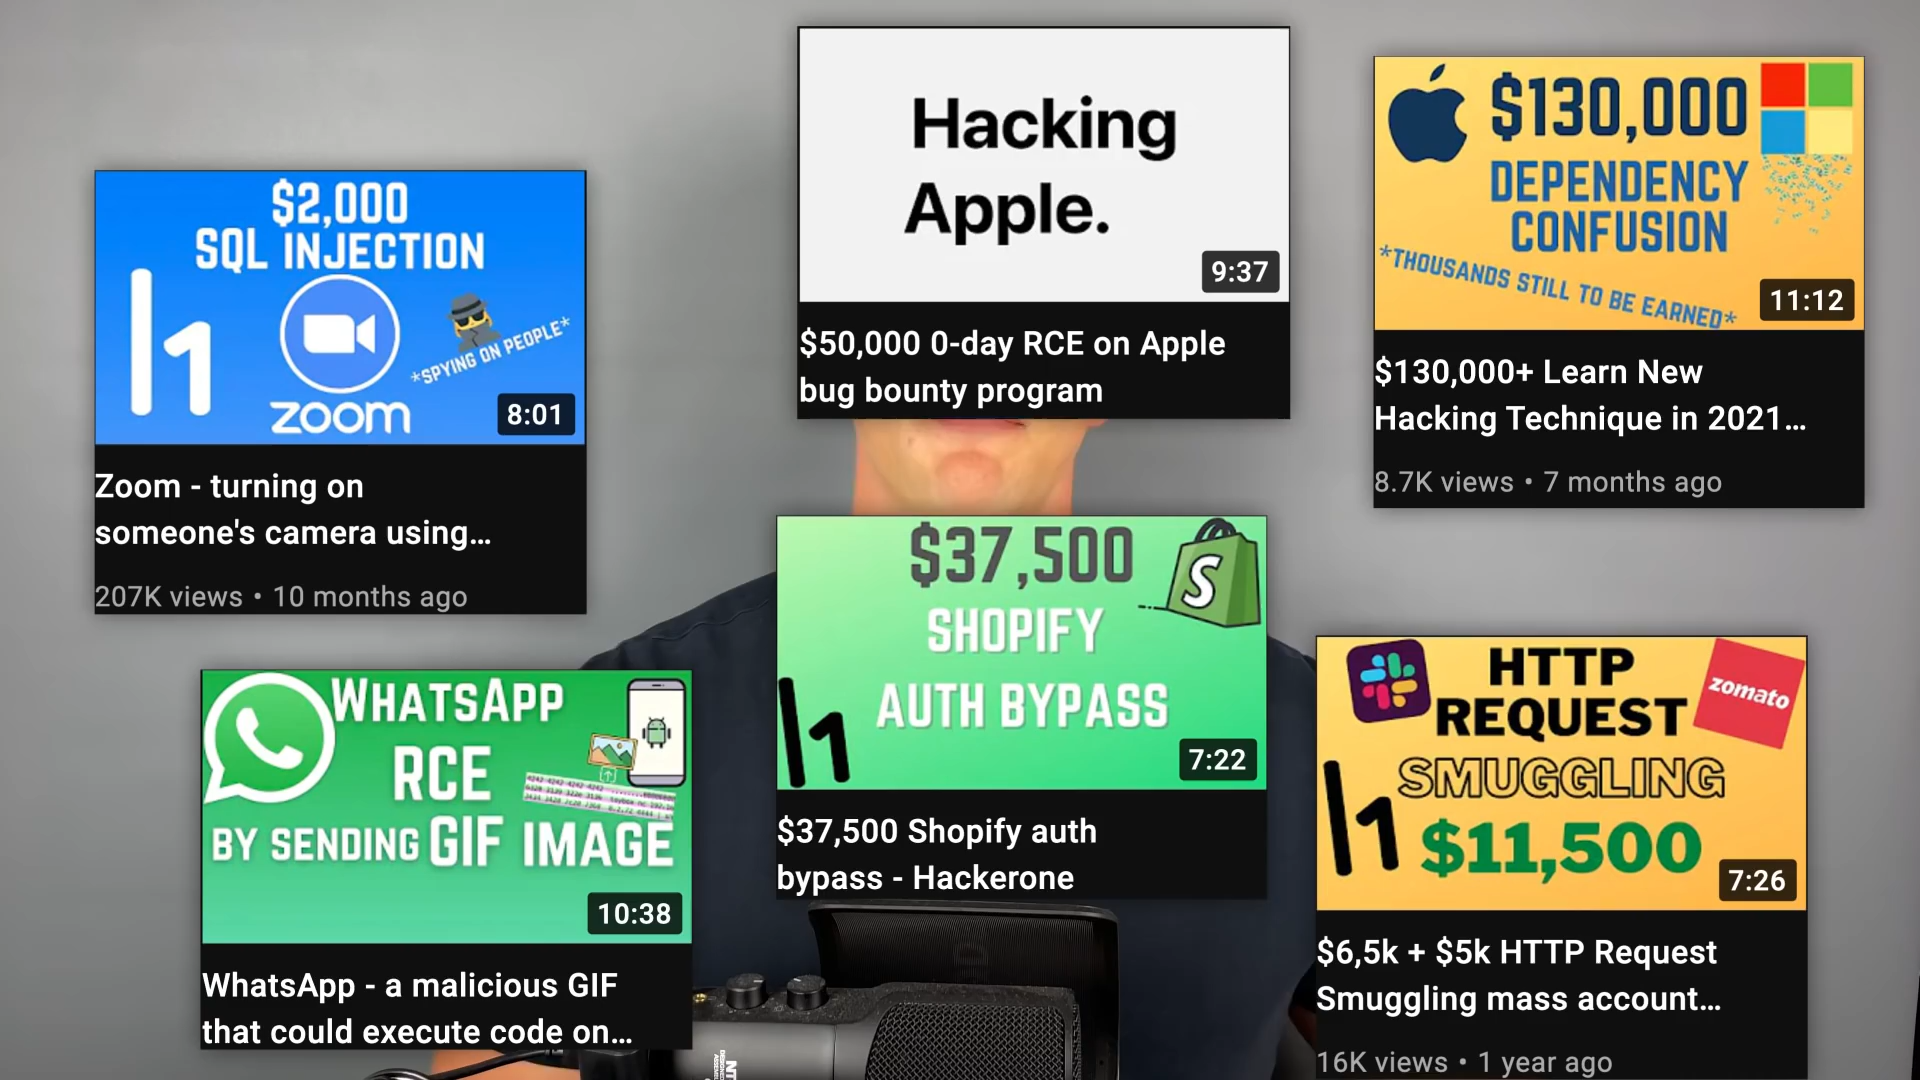 $2,000
SQL INJECTION
*SPYING ON PEOPLE*
zoom
8:01
Zoom - turning on
someone's camera using...
207K views • 10 months ago
Hacking
Apple.
9:37
$50,000 0-day RCE on Apple
bug bounty program
$130,000
DEPENDENCY
CONFUSION
*THOUSANDS STILL TO BE EARNED*
11:12
$130,000+ Learn New
Hacking Technique in 2021...
8.7K views • 7 months ago
WHATSAPP
RCE
BY SENDING GIF IMAGE
10:38
WhatsApp - a malicious GIF
that could execute code on...
$37,500
SHOPIFY
AUTH BYPASS
7:22
$37,500 Shopify auth
bypass - Hackerone
HTTP
REQUEST
zomato
SMUGGLING
$11,500
7:26
$6,5k + $5k HTTP Request
Smuggling mass account...
16K views • 1 year ago